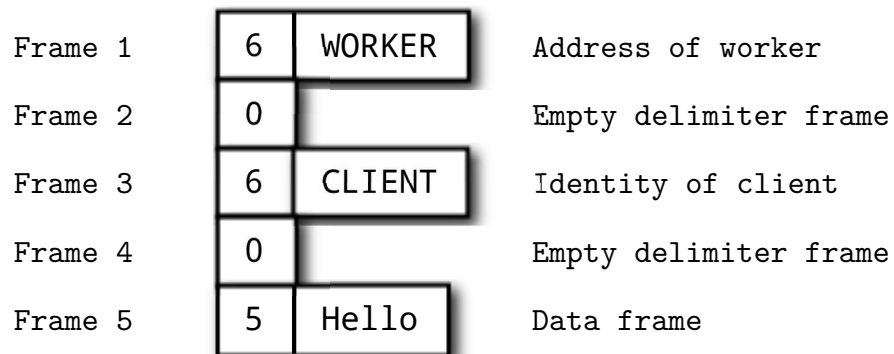 Frame 1 6 WORKER Address of worker
Frame 2 0 Empty delimiter frame
Frame 3 6 CLIENT Identity of client
Frame 4 0 Empty delimiter frame
Frame 5 5 Hello Data frame